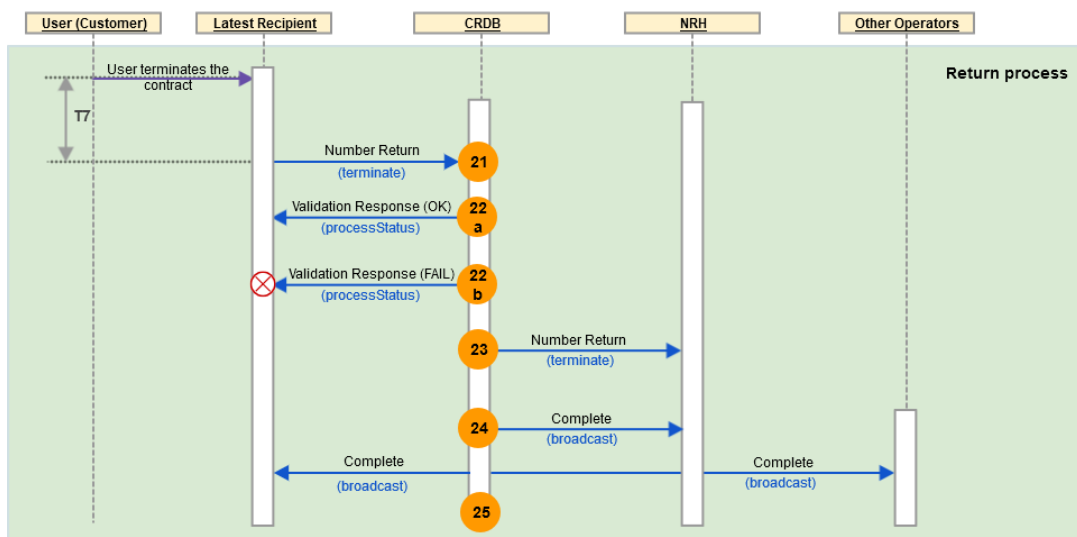 User (Customer)
Latest Recipient
CRDB
NRH
Other Operators
Return process
User terminates the
contract
T7
Number Return
(terminate)
21
Validation Response (OK)
(processStatus)
22
a
Validation Response (FAIL)
(processStatus)
22
b
23
Number Return
(terminate)
24
Complete
(broadcast)
Complete
(broadcast)
Complete
(broadcast)
25